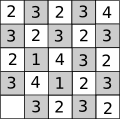 2 3 2 3 4
3 2 3 2 3
2 1 4 3 2
3 4 1 2 3
3 2 3 2